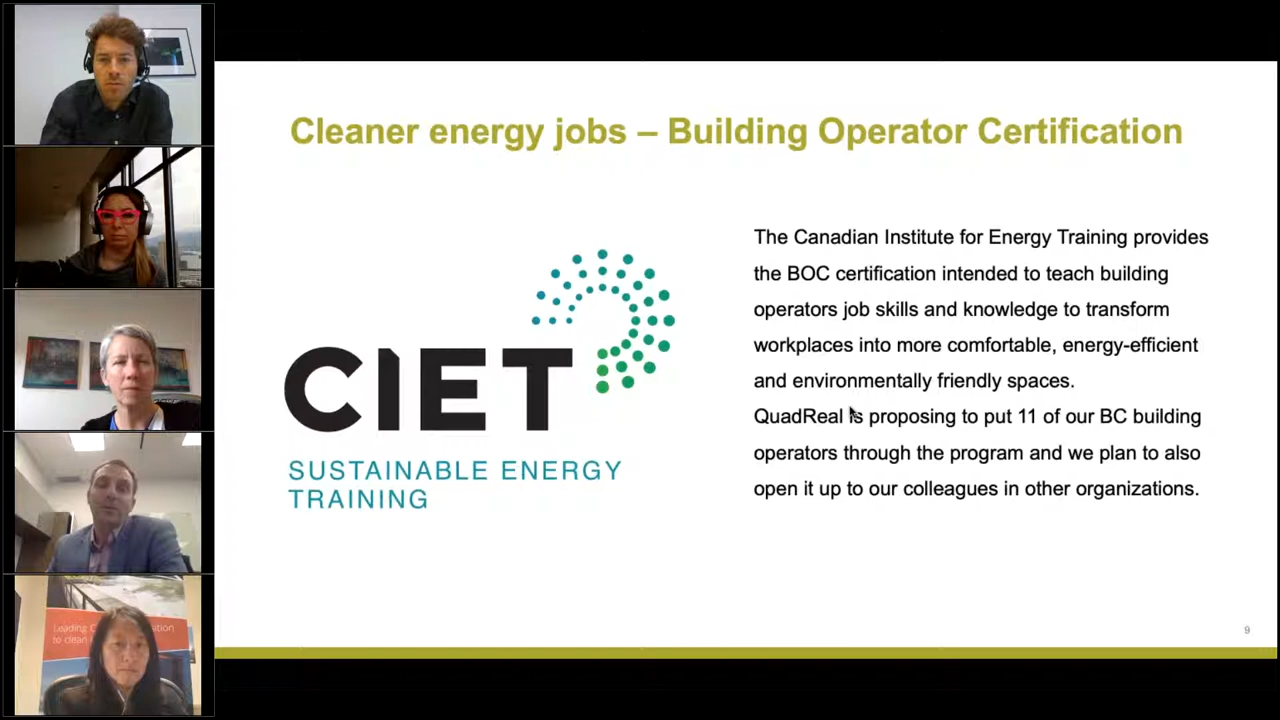 Cleaner energy jobs – Building Operator Certification
CIET
SUSTAINABLE ENERGY
TRAINING
The Canadian Institute for Energy Training provides
the BOC certification intended to teach building
operators job skills and knowledge to transform
workplaces into more comfortable, energy-efficient
and environmentally friendly spaces.
QuadReal is proposing to put 11 of our BC building
operators through the program and we plan to also
open it up to our colleagues in other organizations.
9
Leading
to clean